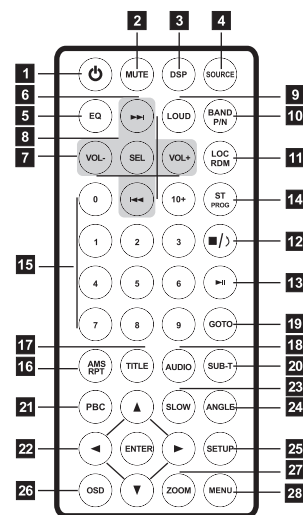 2 3 4
1 MUTE DSP SOURCE
6 9
5 EQ LOUD BAND P/N 10
8
7 VOL- SEL VOL+ LOC RDM 11
0 10+ ST PROG 14
1 2 3 12
15
4 5 6 13
7 8 9 GOTO 19
17 18
16 AMS RPT TITLE AUDIO SUB-T 20
23
21 PBC SLOW ANGLE 24
22 ENTER SETUP 25
27
26 OSD ZOOM MENU 28